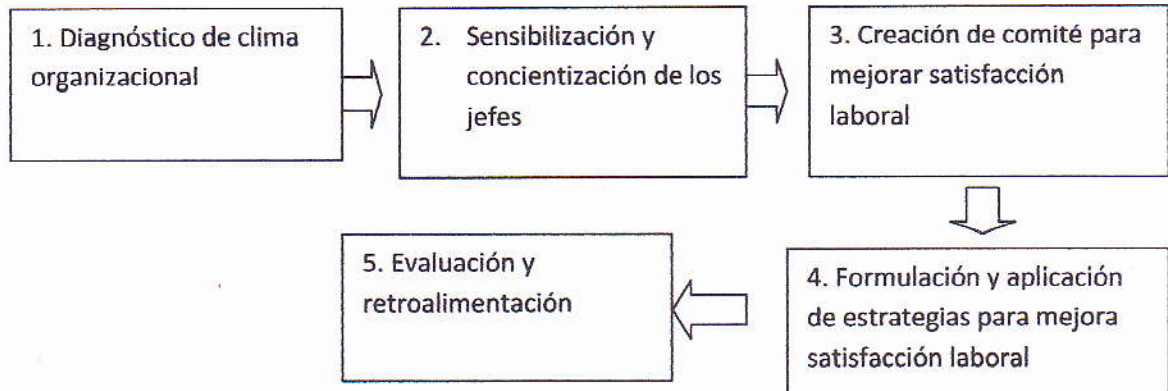 1. Diagnóstico de clima
organizacional
2. Sensibilización y
concientización de los
jefes
3. Creación de comité para
mejorar satisfacción
laboral
4. Formulación y aplicación
de estrategias para mejora
satisfacción laboral
5. Evaluación y
retroalimentación